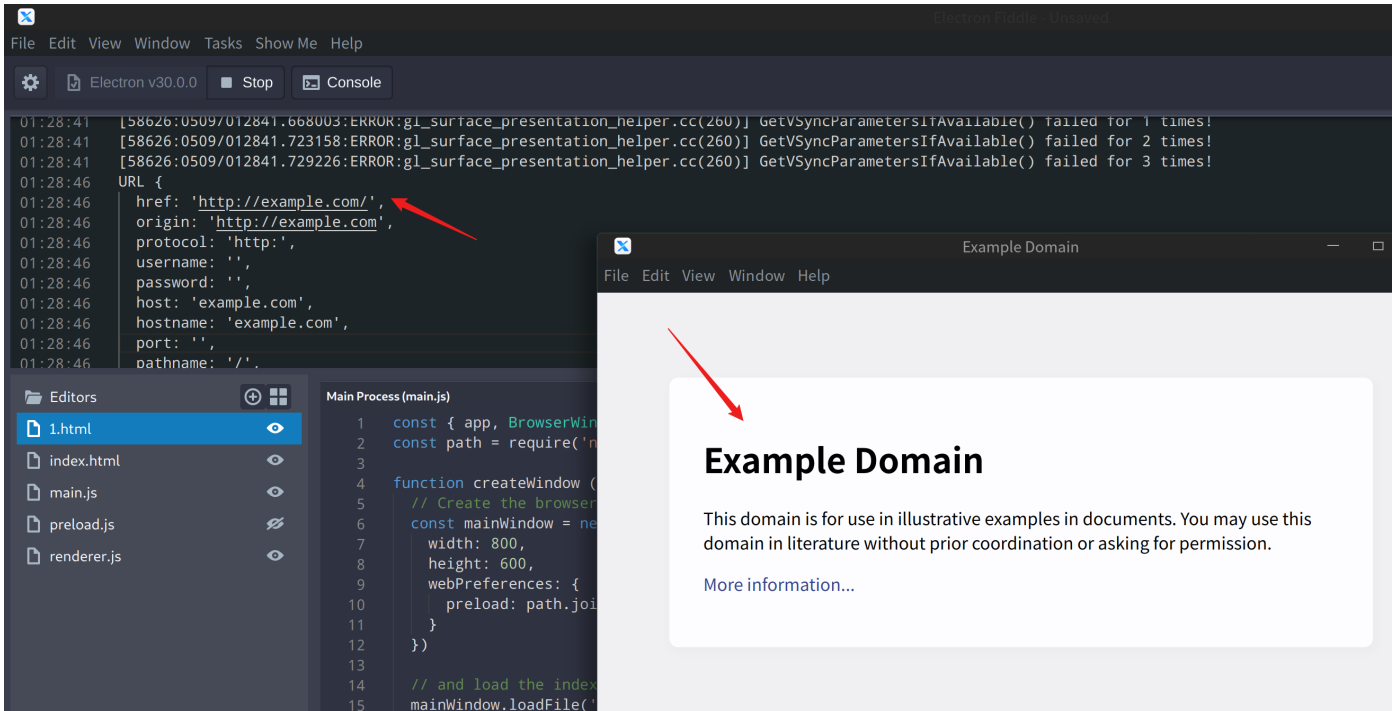 Electron Fiddle - Unsaved
File Edit View Window Tasks Show Me Help
Electron v30.0.0 Stop Console
01:28:41 [58626:0509/012841.668003:ERROR:gl_surface_presentation_helper.cc(260)] GetVSyncParametersIfAvailable() failed for 1 times!
01:28:41 [58626:0509/012841.723158:ERROR:gl_surface_presentation_helper.cc(260)] GetVSyncParametersIfAvailable() failed for 2 times!
01:28:41 [58626:0509/012841.729226:ERROR:gl_surface_presentation_helper.cc(260)] GetVSyncParametersIfAvailable() failed for 3 times!
01:28:46 URL {
01:28:46 href: 'http://example.com/',
01:28:46 origin: 'http://example.com',
01:28:46 protocol: 'http:',
01:28:46 username: '',
01:28:46 password: '',
01:28:46 host: 'example.com',
01:28:46 hostname: 'example.com',
01:28:46 port: '',
01:28:46 pathname: '/',
Editors
1.html
index.html
main.js
preload.js
renderer.js
Main Process (main.js)
1 const { app, BrowserWin
2 const path = require('n
3
4 function createWindow (
5 // Create the browser
6 const mainWindow = ne
7 width: 800,
8 height: 600,
9 webPreferences: {
10 preload: path.joi
11 }
12 })
13
14 // and load the index
15 mainWindow.loadFile('
Example Domain
File Edit View Window Help
Example Domain
This domain is for use in illustrative examples in documents. You may use this
domain in literature without prior coordination or asking for permission.
More information...